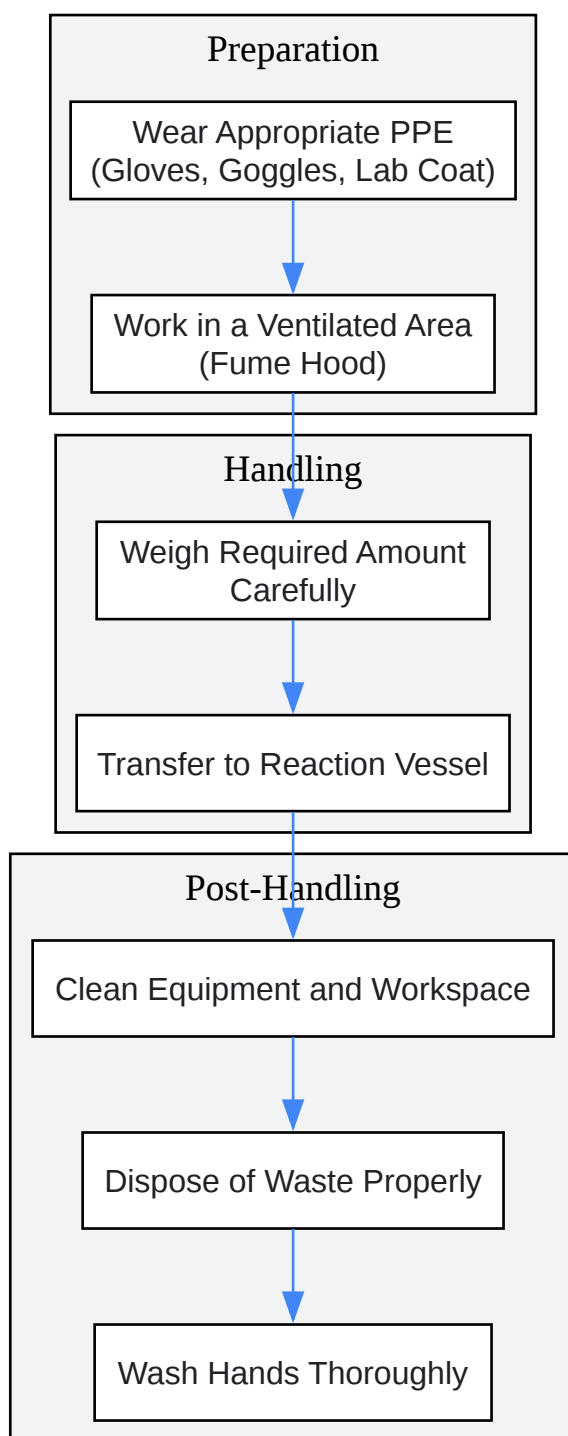 Preparation
Wear Appropriate PPE
(Gloves, Goggles, Lab Coat)
Work in a Ventilated Area
(Fume Hood)
Handling
Weigh Required Amount
Carefully
Transfer to Reaction Vessel
Post-Handling
Clean Equipment and Workspace
Dispose of Waste Properly
Wash Hands Thoroughly